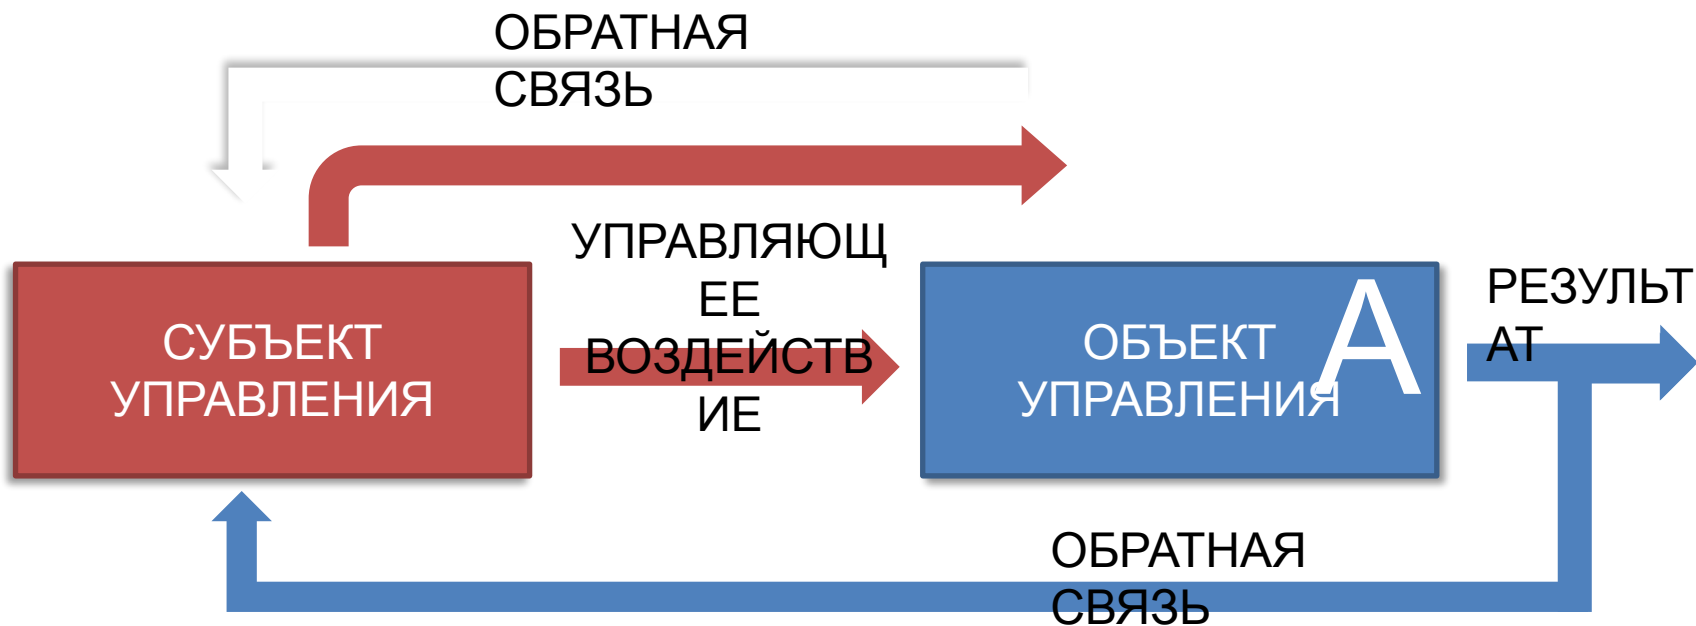 ОБРАТНАЯ
СВЯЗЬ
СУБЪЕКТ
УПРАВЛЕНИЯ
УПРАВЛЯЮЩ
ЕЕ
ВОЗДЕЙСТВ
ИЕ
ОБЪЕКТ
УПРАВЛЕНИЯ
А
РЕЗУЛЬТ
АТ
ОБРАТНАЯ
СВЯЗЬ